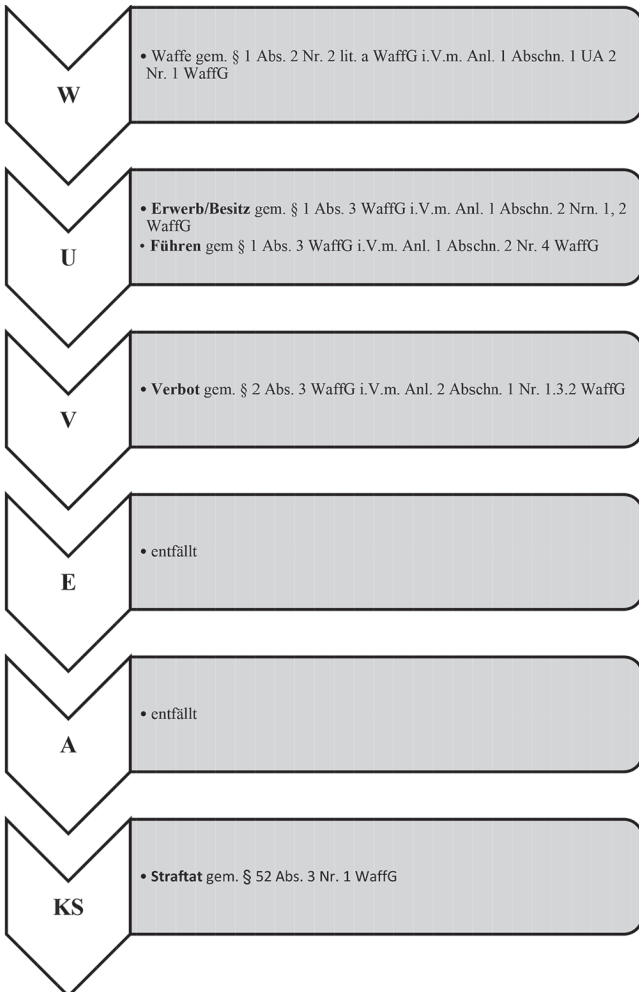 W
• Waffe gem. § 1 Abs. 2 Nr. 2 lit. a WaffG i.V.m. Anl. 1 Abschn. 1 UA 2
Nr. 1 WaffG
U
• Erwerb/Besitz gem. § 1 Abs. 3 WaffG i.V.m. Anl. 1 Abschn. 2 Nrn. 1, 2
WaffG
• Führen gem § 1 Abs. 3 WaffG i.V.m. Anl. 1 Abschn. 2 Nr. 4 WaffG
V
• Verbot gem. § 2 Abs. 3 WaffG i.V.m. Anl. 2 Abschn. 1 Nr. 1.3.2 WaffG
E
• entfällt
A
• entfällt
KS
• Straftat gem. § 52 Abs. 3 Nr. 1 WaffG